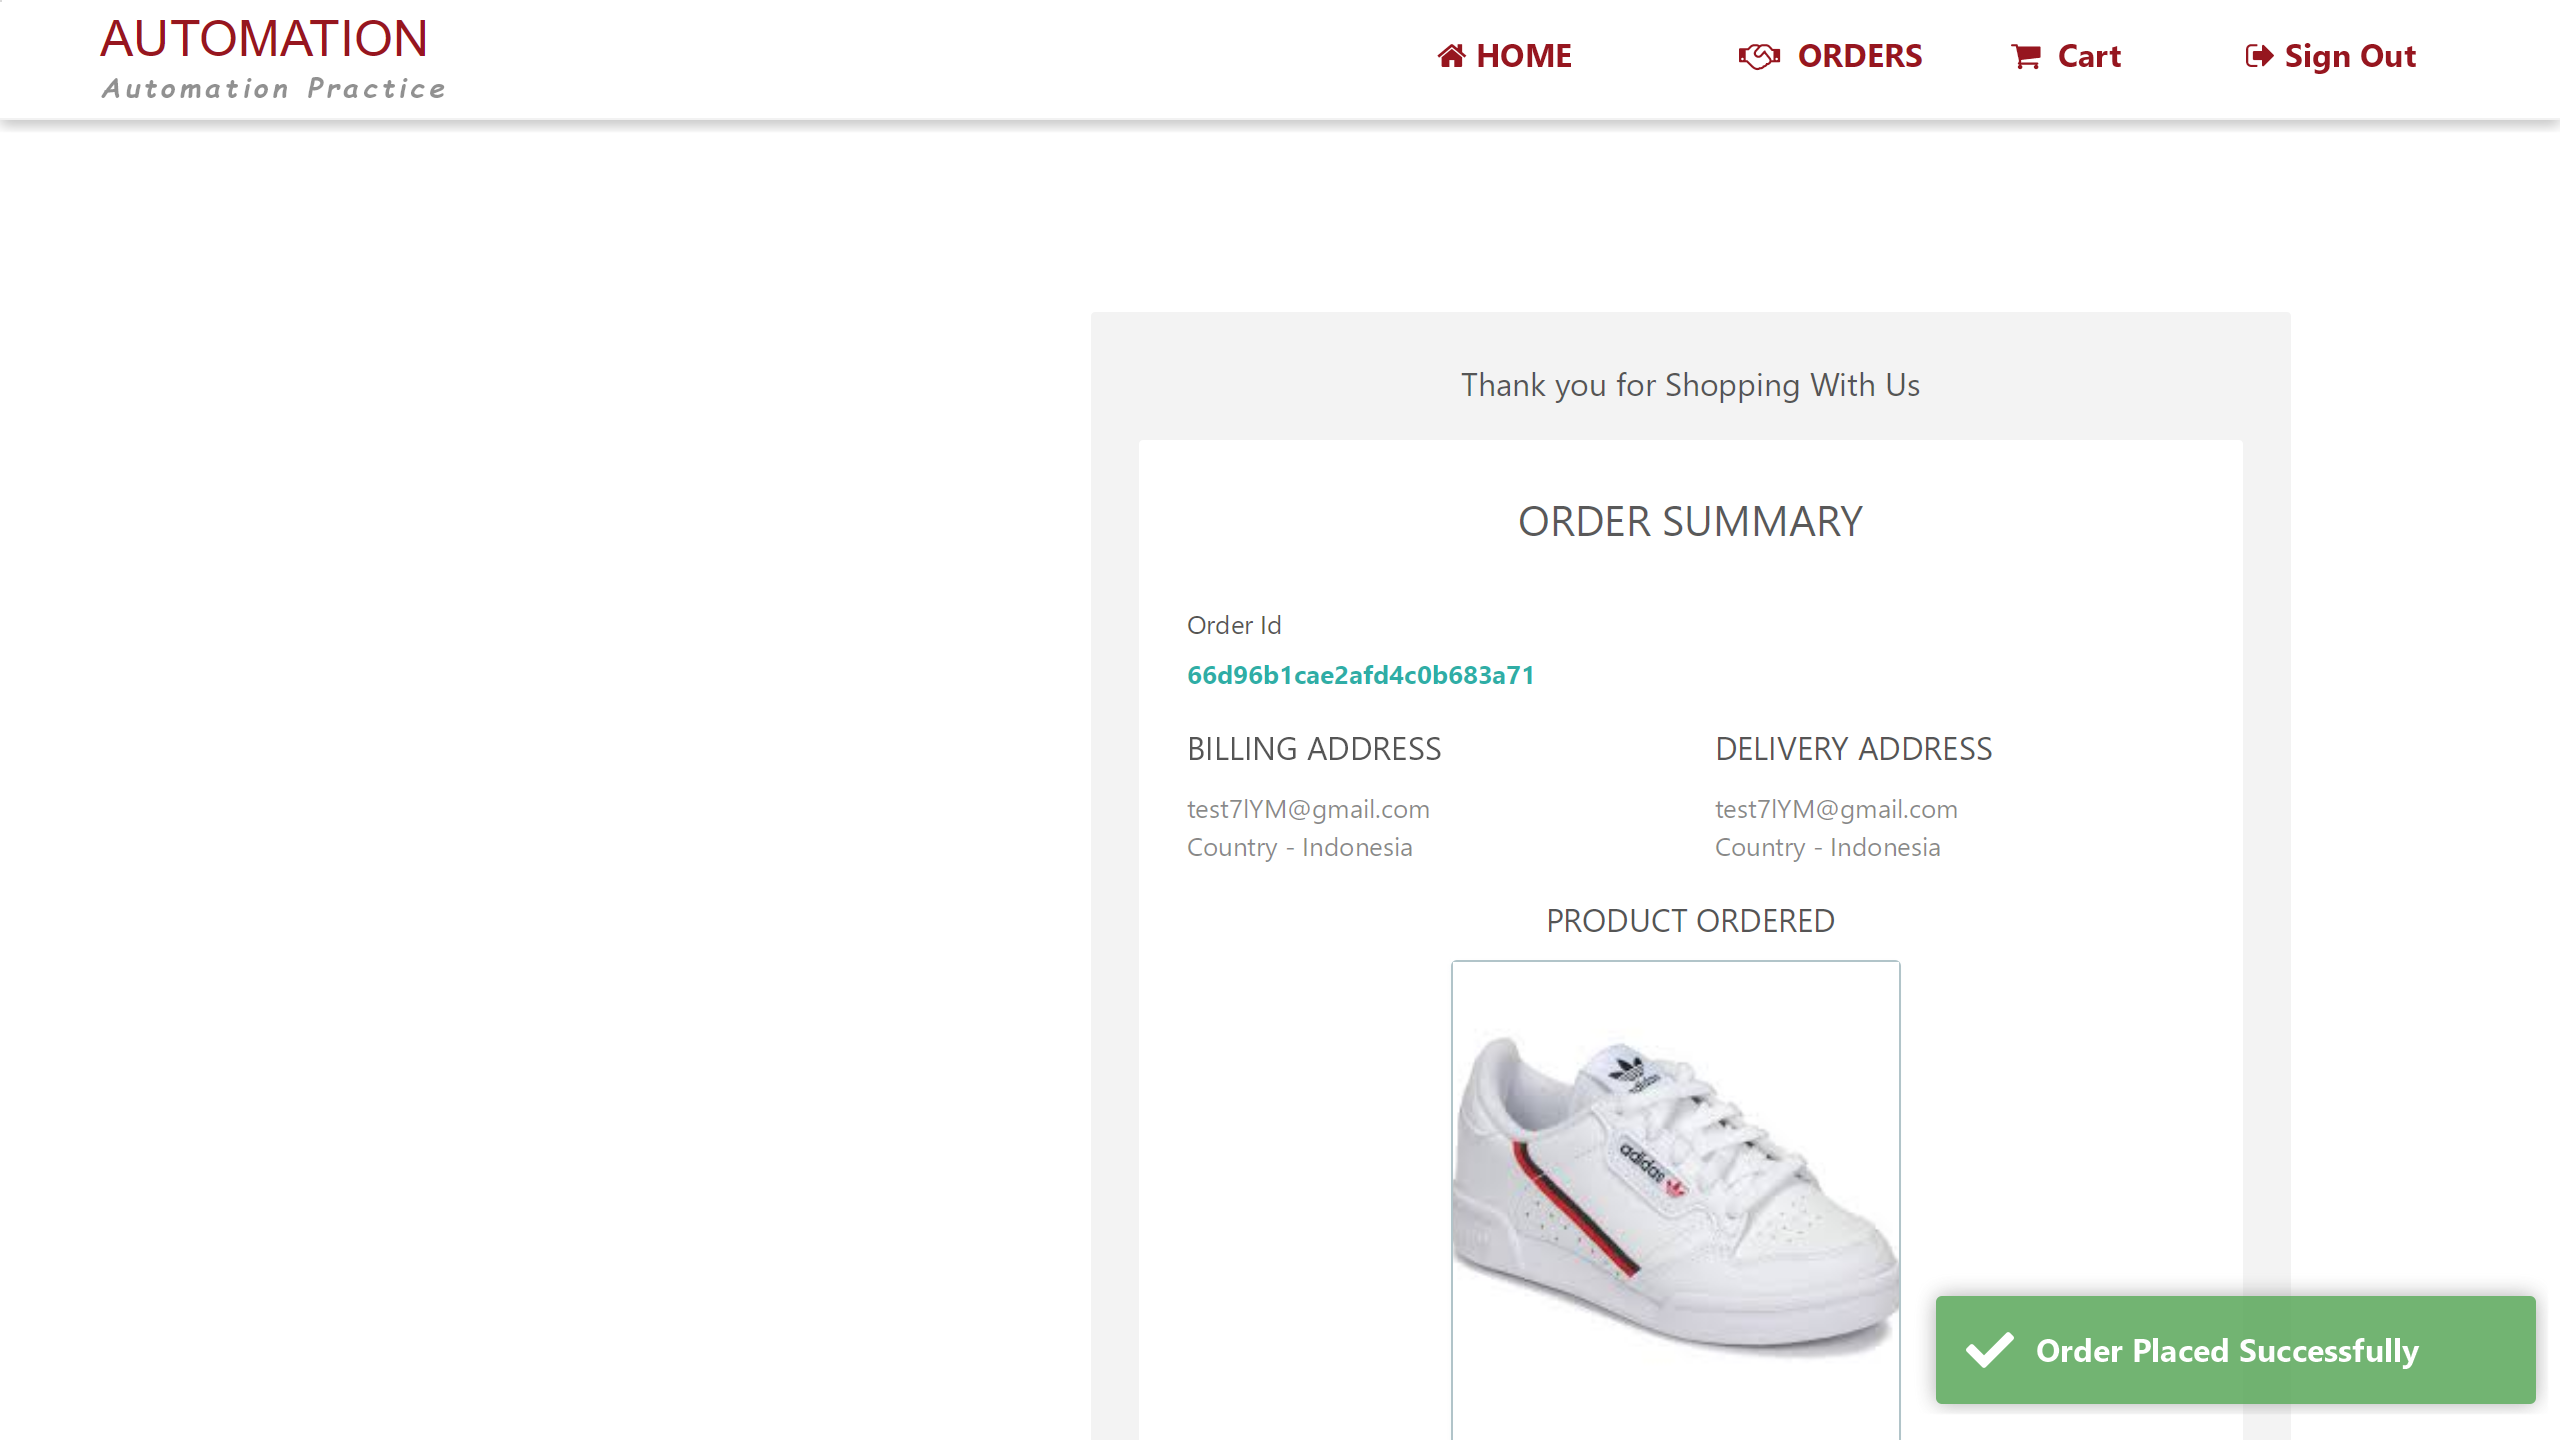 AUTOMATION
Automation Practice
HOME
ORDERS
Cart
Sign Out
Thank you for Shopping With Us
ORDER SUMMARY
Order Id
66d96b1cae2afd4c0b683a71
BILLING ADDRESS
DELIVERY ADDRESS
test7lYM@gmail.com
test7lYM@gmail.com
Country - Indonesia
Country - Indonesia
PRODUCT ORDERED
adidas
adidas
Order Placed Successfully